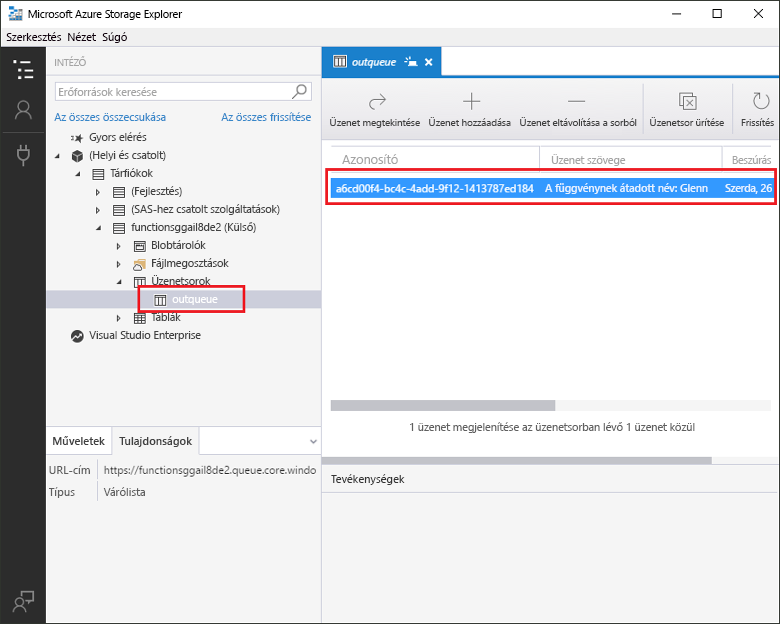 Microsoft Azure Storage Explorer
Szerkesztés Nézet Súgó
INTÉZŐ
Erőforrások keresése
Az összes összecsukása Az összes frissítése
Gyors elérés
(Helyi és csatolt)
Tárfiókok
(Fejlesztés)
(SAS-hez csatolt szolgáltatások)
functionsggail8de2 (Külső)
Blobtárolók
Fájlmegosztások
Üzenetsorok
outqueue
Táblák
Visual Studio Enterprise
Műveletek Tulajdonságok
URL-cím https://functionsggail8de2.queue.core.windo
Típus Várólista
outqueue
Üzenet megtekintése Üzenet hozzáadása Üzenet eltávolítása a sorból Üzenetsor ürítése Frissítés
Azonosító Üzenet szövege Beszúrás
a6cd00f4-bc4c-4add-9f12-1413787ed184 A függvénynek átadott név: Glenn Szerda, 26
1 üzenet megjelenítése az üzenetsorban lévő 1 üzenet közül
Tevékenységek